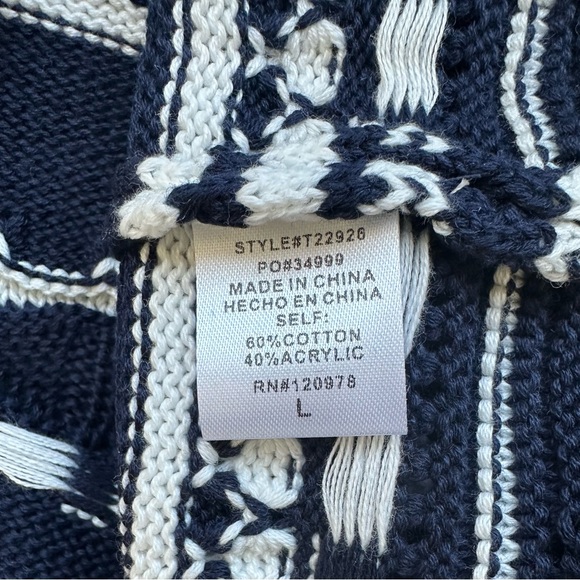 STYLE#T22926
PO#34999
MADE IN CHINA
HECHO EN CHINA
SELF:
60%COTTON
40%ACRYLIC
RN#120978
L